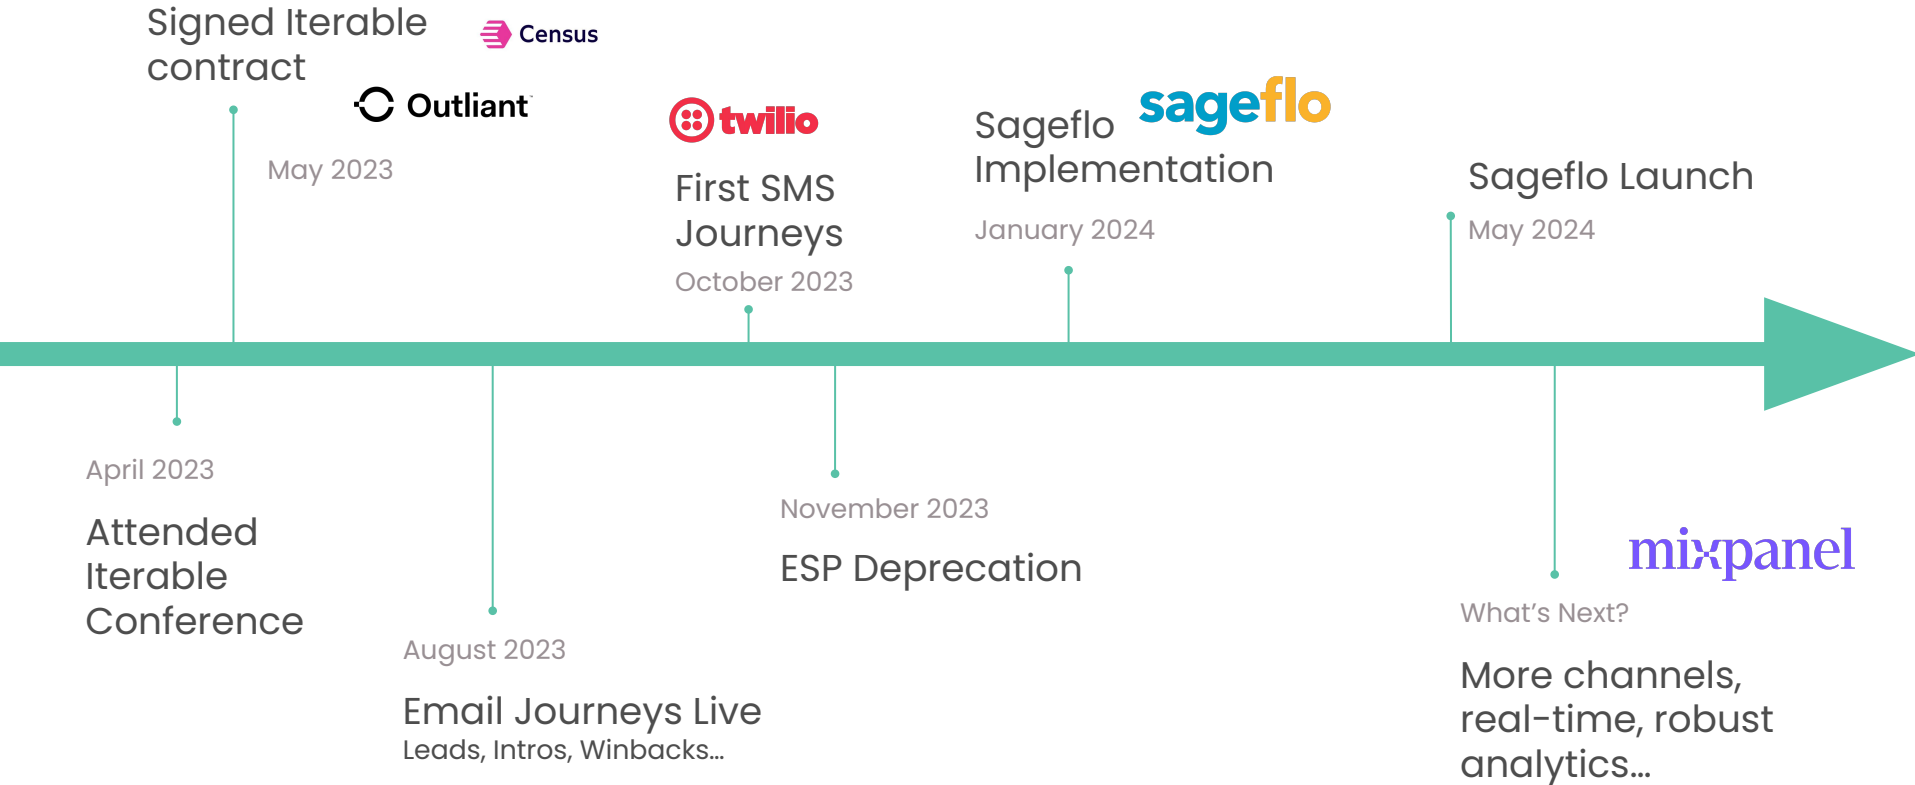 Signed Iterable
contract
Census
Outliant
May 2023
twilio
First SMS
Journeys
October 2023
sageflo
Sageflo
Implementation
January 2024
Sageflo Launch
May 2024
April 2023
Attended
Iterable
Conference
August 2023
Email Journeys Live
Leads, Intros, Winbacks...
November 2023
ESP Deprecation
mixpanel
What's Next?
More channels,
real-time, robust
analytics...